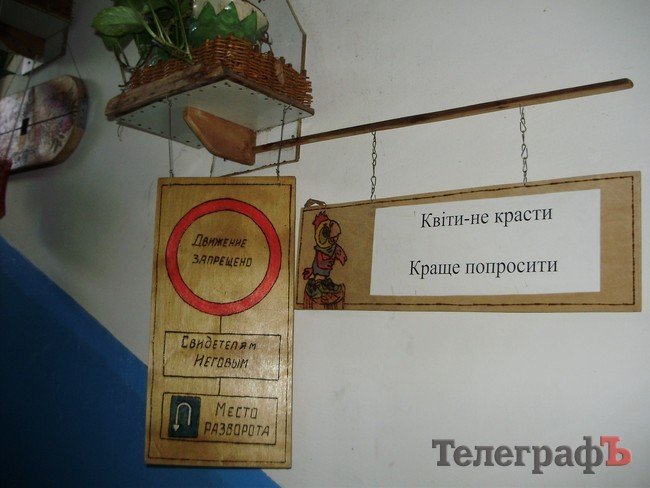 Движение
запрещено
Свидетелям
Иеговым
Место
разворота
Квіти-не красти
Краще попросити
ТелеграфЪ